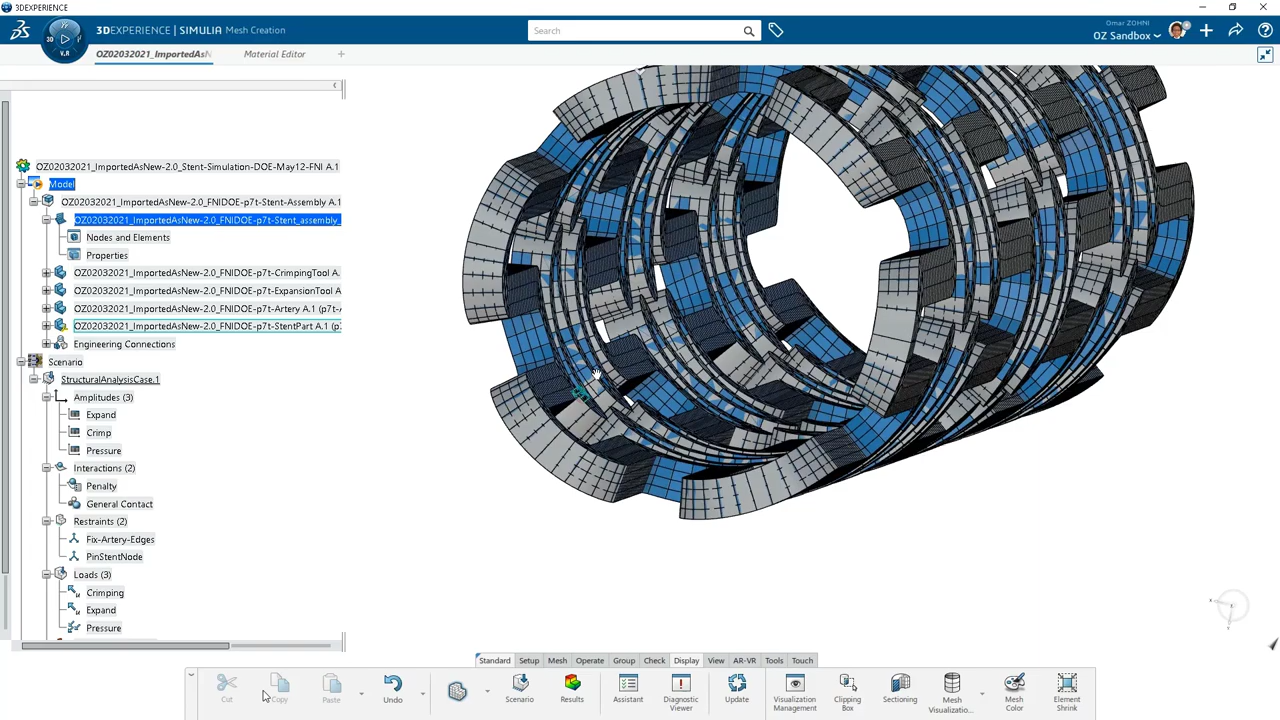 3DEXPERIENCE
3DEXPERIENCE | SIMULIA Mesh Creation
Search
Omar ZOHNI
OZ Sandbox
3D
V.R
OZ02032021_ImportedAsN
Material Editor
OZ02032021_ImportedAsNew-2.0_Stent-Simulation-DOE-May12-FNI A.1
Model
OZ02032021_ImportedAsNew-2.0_FNIDOE-p7t-Stent-Assembly A.1
OZ02032021_ImportedAsNew-2.0_FNIDOE-p7t-Stent_assembly_
Nodes and Elements
Properties
OZ02032021_ImportedAsNew-2.0_FNIDOE-p7t-CrimpingTool A.
OZ02032021_ImportedAsNew-2.0_FNIDOE-p7t-ExpansionTool A
OZ02032021_ImportedAsNew-2.0_FNIDOE-p7t-Artery A.1 (p7t-
OZ02032021_ImportedAsNew-2.0_FNIDOE-p7t-StentPart A.1 (p
Engineering Connections
Scenario
StructuralAnalysisCase.1
Amplitudes (3)
Expand
Crimp
Pressure
Interactions (2)
Penalty
General Contact
Restraints (2)
Fix-Artery-Edges
PinStentNode
Loads (3)
Crimping
Expand
Pressure
Standard Setup Mesh Operate Group Check Display View AR-VR Tools Touch
Cut Copy Paste Undo Scenario Results Assistant Diagnostic Viewer Update Visualization Management Clipping Box Sectioning Mesh Visualizatio... Mesh Color Element Shrink